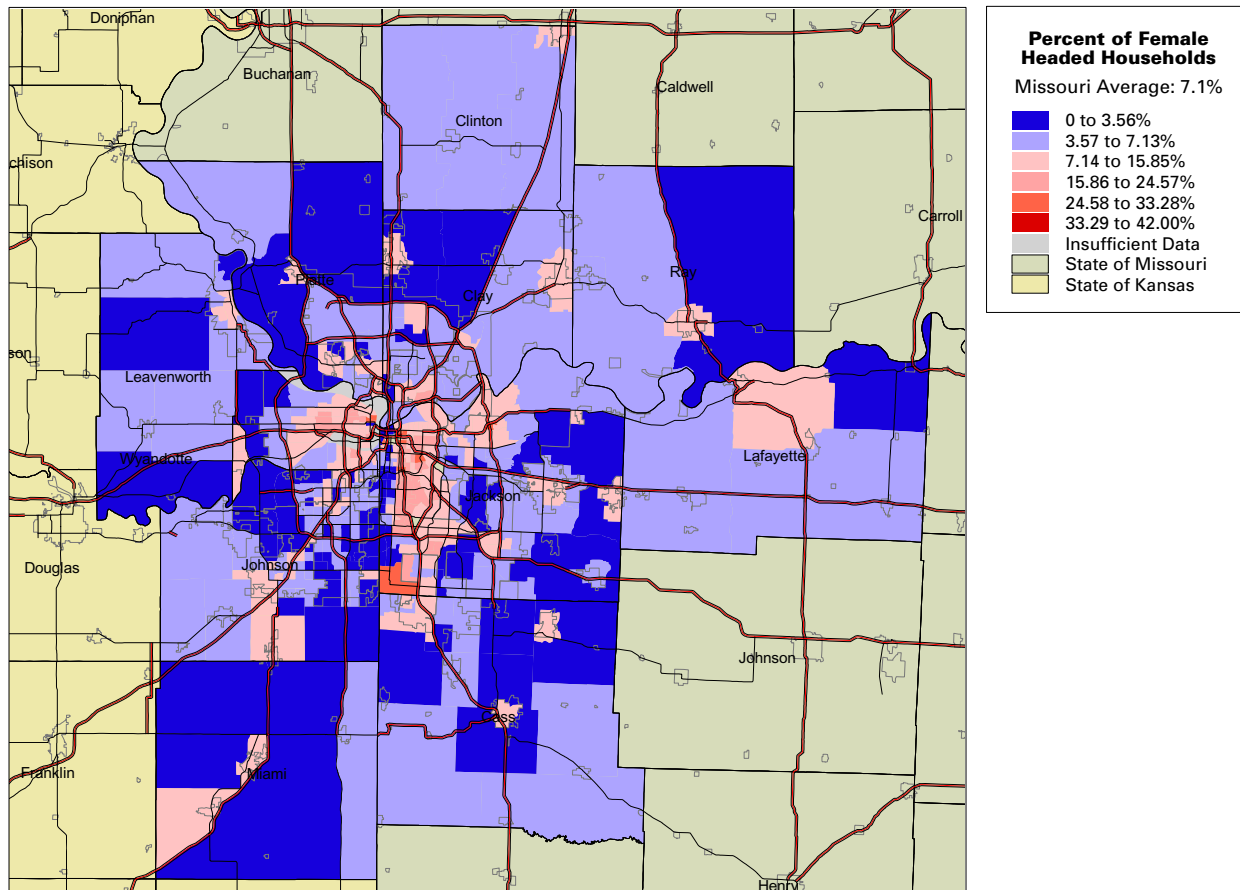 Doniphan
Buchanan
Caldwell
Clinton
chison
Carroll
Ray
Platte
Clay
son
Leavenworth
Wyandotte
Lafayette
Jackson
Douglas
Johnson
Johnson
Cass
Franklin
Miami
Henry
Percent of Female
Headed Households
Missouri Average: 7.1%
0 to 3.56%
3.57 to 7.13%
7.14 to 15.85%
15.86 to 24.57%
24.58 to 33.28%
33.29 to 42.00%
Insufficient Data
State of Missouri
State of Kansas